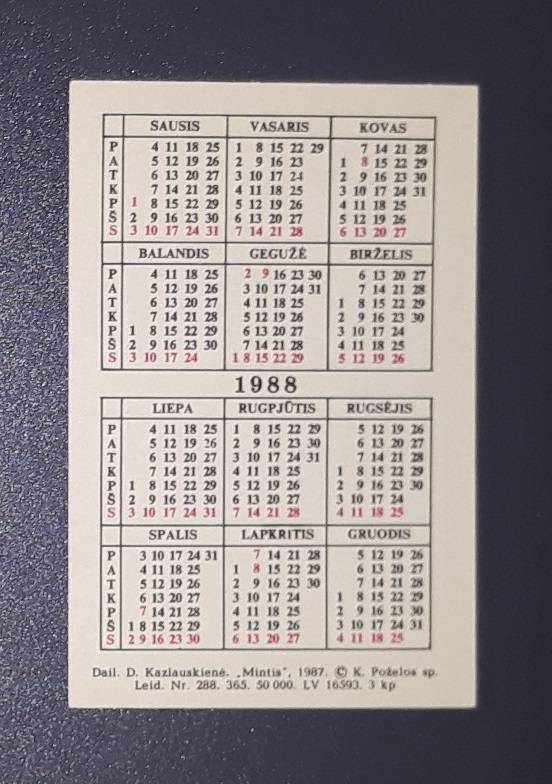 SAUSIS VASARIS KOVAS
P 4 11 18 25 1 8 15 22 29 7 14 21 28
A 5 12 19 26 2 9 16 23 1 8 15 22 29
T 6 13 20 27 3 10 17 24 2 9 16 23 30
K 7 14 21 28 4 11 18 25 3 10 17 24 31
P 1 8 15 22 29 5 12 19 26 4 11 18 25
Š 2 9 16 23 30 6 13 20 27 5 12 19 26
S 3 10 17 24 31 7 14 21 28 6 13 20 27
BALANDIS GEGUŽĖ BIRŽELIS
P 4 11 18 25 2 9 16 23 30 6 13 20 27
A 5 12 19 26 3 10 17 24 31 7 14 21 28
T 6 13 20 27 4 11 18 25 1 8 15 22 29
K 7 14 21 28 5 12 19 26 2 9 16 23 30
P 1 8 15 22 29 6 13 20 27 3 10 17 24
Š 2 9 16 23 30 7 14 21 28 4 11 18 25
S 3 10 17 24 1 8 15 22 29 5 12 19 26
1988
LIEPA RUGPJŪTIS RUGSĖJIS
P 4 11 18 25 1 8 15 22 29 5 12 19 26
A 5 12 19 26 2 9 16 23 30 6 13 20 27
T 6 13 20 27 3 10 17 24 31 7 14 21 28
K 7 14 21 28 4 11 18 25 1 8 15 22 29
P 1 8 15 22 29 5 12 19 26 2 9 16 23 30
Š 2 9 16 23 30 6 13 20 27 3 10 17 24
S 3 10 17 24 31 7 14 21 28 4 11 18 25
SPALIS LAPKRITIS GRUODIS
P 3 10 17 24 31 7 14 21 28 5 12 19 26
A 4 11 18 25 1 8 15 22 29 6 13 20 27
T 5 12 19 26 2 9 16 23 30 7 14 21 28
K 6 13 20 27 3 10 17 24 1 8 15 22 29
P 7 14 21 28 4 11 18 25 2 9 16 23 30
Š 1 8 15 22 29 5 12 19 26 3 10 17 24 31
S 2 9 16 23 30 6 13 20 27 4 11 18 25
Dail. D. Kazlauskienė. „Mintis“, 1987. © K. Poželos sp.
Leid. Nr. 288. 365. 50 000. LV 16593. 3 kp